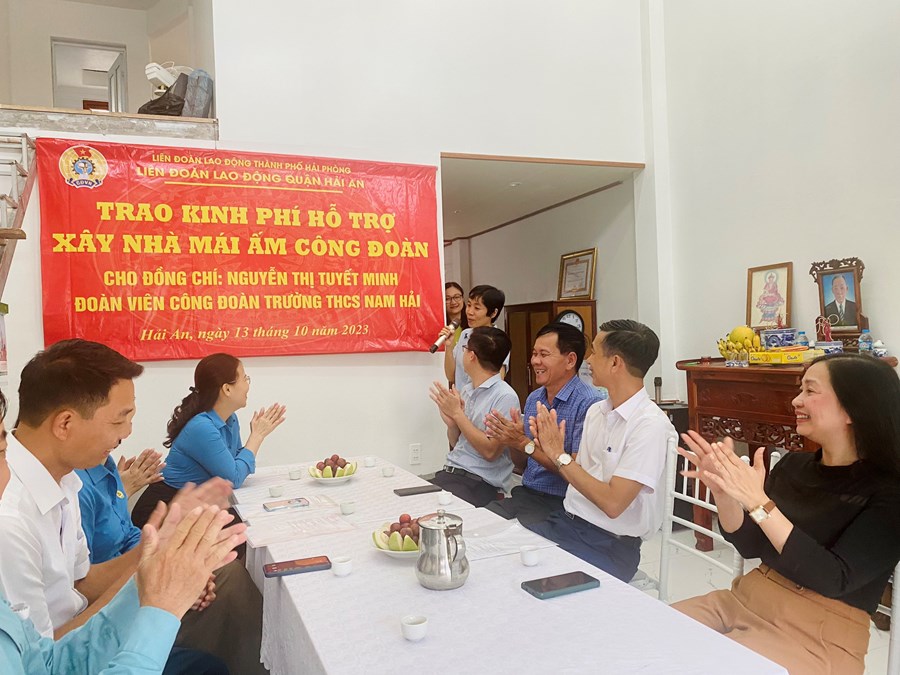 LIÊN ĐOÀN LAO ĐỘNG THÀNH PHỐ HẢI PHÒNG
LIÊN ĐOÀN LAO ĐỘNG QUẬN HẢI AN
TRAO KINH PHÍ HỖ TRỢ
XÂY NHÀ MÁI ẤM CÔNG ĐOÀN
CHO ĐỒNG CHÍ: NGUYỄN THỊ TUYẾT MINH
ĐOÀN VIÊN CÔNG ĐOÀN TRƯỜNG THCS NAM HẢI
Hải An, ngày 13 tháng 10 năm 2023